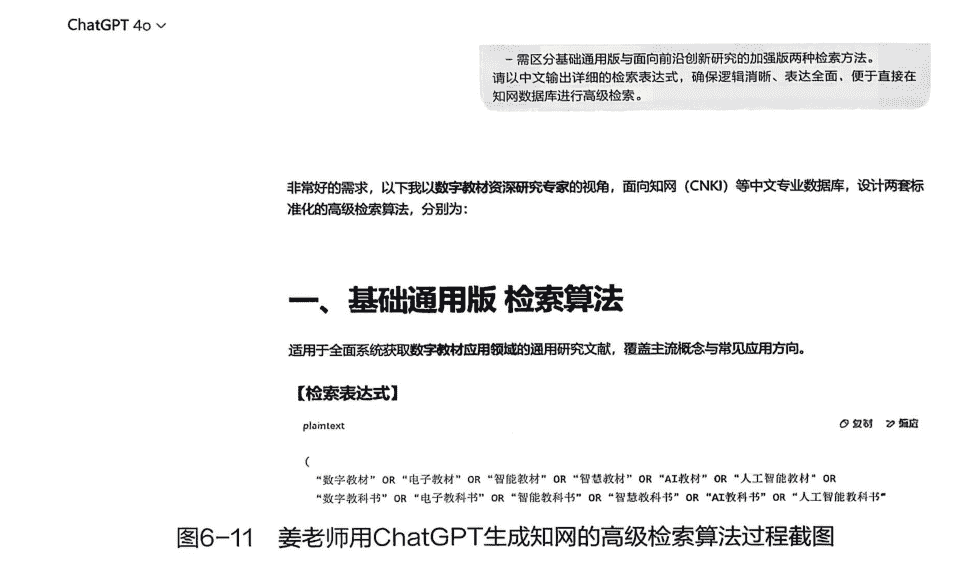 ChatGPT 4o
- 需区分基础通用版与面向前沿创新研究的加强版两种检索方法。
请以中文输出详细的检索表达式，确保逻辑清晰、表达全面，便于直接在
知网数据库进行高级检索。
非常好的需求，以下我以数字教材资深研究专家的视角，面向知网（CNKI）等中文专业数据库，设计两套标
准化的高级检索算法，分别为：
一、基础通用版 检索算法
适用于全面系统获取数字教材应用领域的通用研究文献，覆盖主流概念与常见应用方向。
【检索表达式】
plaintext
复制 编辑
(
"数字教材" OR "电子教材" OR "智能教材" OR "智慧教材" OR "AI教材" OR "人工智能教材" OR
"数字教科书" OR "电子教科书" OR "智能教科书" OR "智慧教科书" OR "AI教科书" OR "人工智能教科书"
图6-11 姜老师用ChatGPT生成知网的高级检索算法过程截图